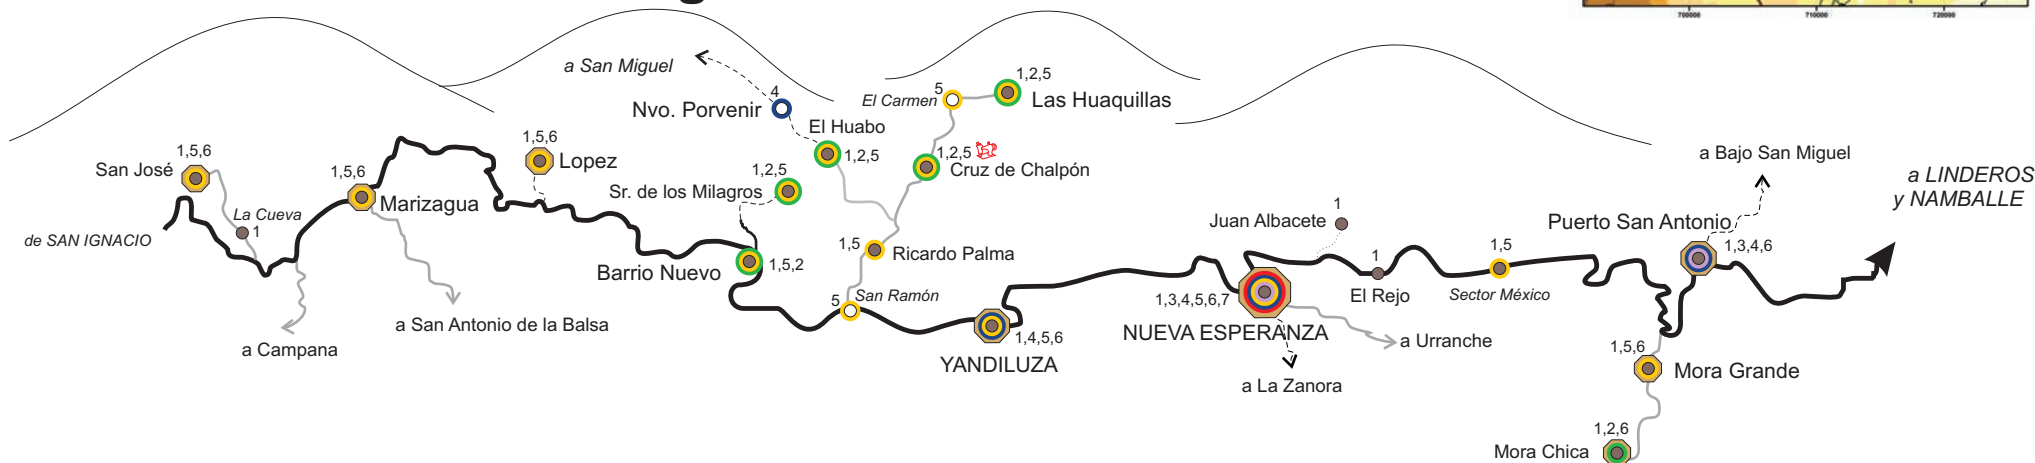 700000 710000 720000
a San Miguel
4
Nvo. Porvenir
El Huabo
1,2,5
El Carmen
5
1,2,5
Las Huaquillas
1,2,5
Cruz de Chalpón
San José
1,5,6
La Cueva
1
de SAN IGNACIO
1,5,6
Marizagua
1,5,6
Lopez
1,2,5
Sr. de los Milagros
Barrio Nuevo
1,5,2
1,5
Ricardo Palma
5
San Ramón
a Campana
a San Antonio de la Balsa
1,4,5,6
YANDILUZA
1,3,4,5,6,7
NUEVA ESPERANZA
Juan Albacete
1
1
El Rejo
1,5
Sector México
a Urranche
a La Zanora
a Bajo San Miguel
Puerto San Antonio
1,3,4,6
a LINDEROS
y NAMBALLE
1,5,6
Mora Grande
1,2,6
Mora Chica